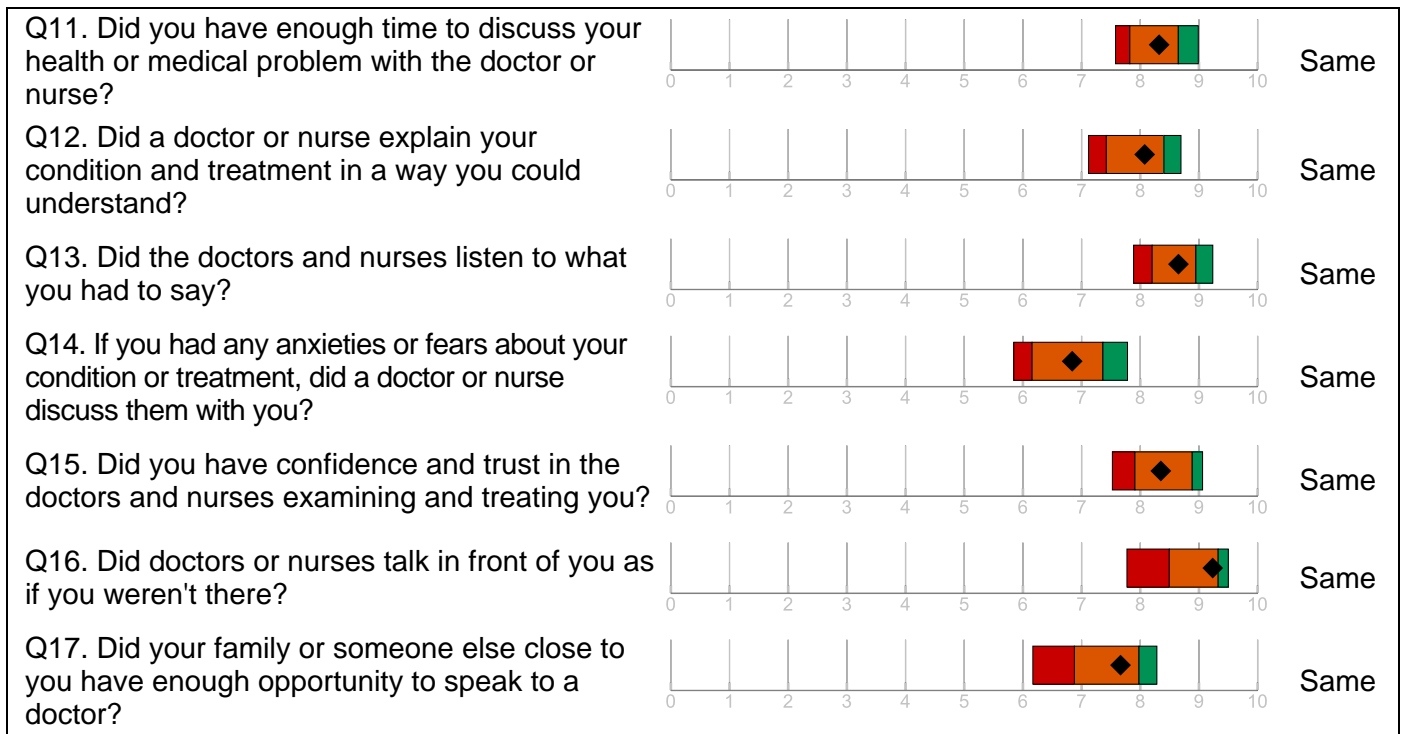 Q11. Did you have enough time to discuss your
health or medical problem with the doctor or
nurse?
0 1 2 3 4 5 6 7 8 9 10
Same
Q12. Did a doctor or nurse explain your
condition and treatment in a way you could
understand?
0 1 2 3 4 5 6 7 8 9 10
Same
Q13. Did the doctors and nurses listen to what
you had to say?
0 1 2 3 4 5 6 7 8 9 10
Same
Q14. If you had any anxieties or fears about your
condition or treatment, did a doctor or nurse
discuss them with you?
0 1 2 3 4 5 6 7 8 9 10
Same
Q15. Did you have confidence and trust in the
doctors and nurses examining and treating you?
0 1 2 3 4 5 6 7 8 9 10
Same
Q16. Did doctors or nurses talk in front of you as
if you weren't there?
0 1 2 3 4 5 6 7 8 9 10
Same
Q17. Did your family or someone else close to
you have enough opportunity to speak to a
doctor?
0 1 2 3 4 5 6 7 8 9 10
Same